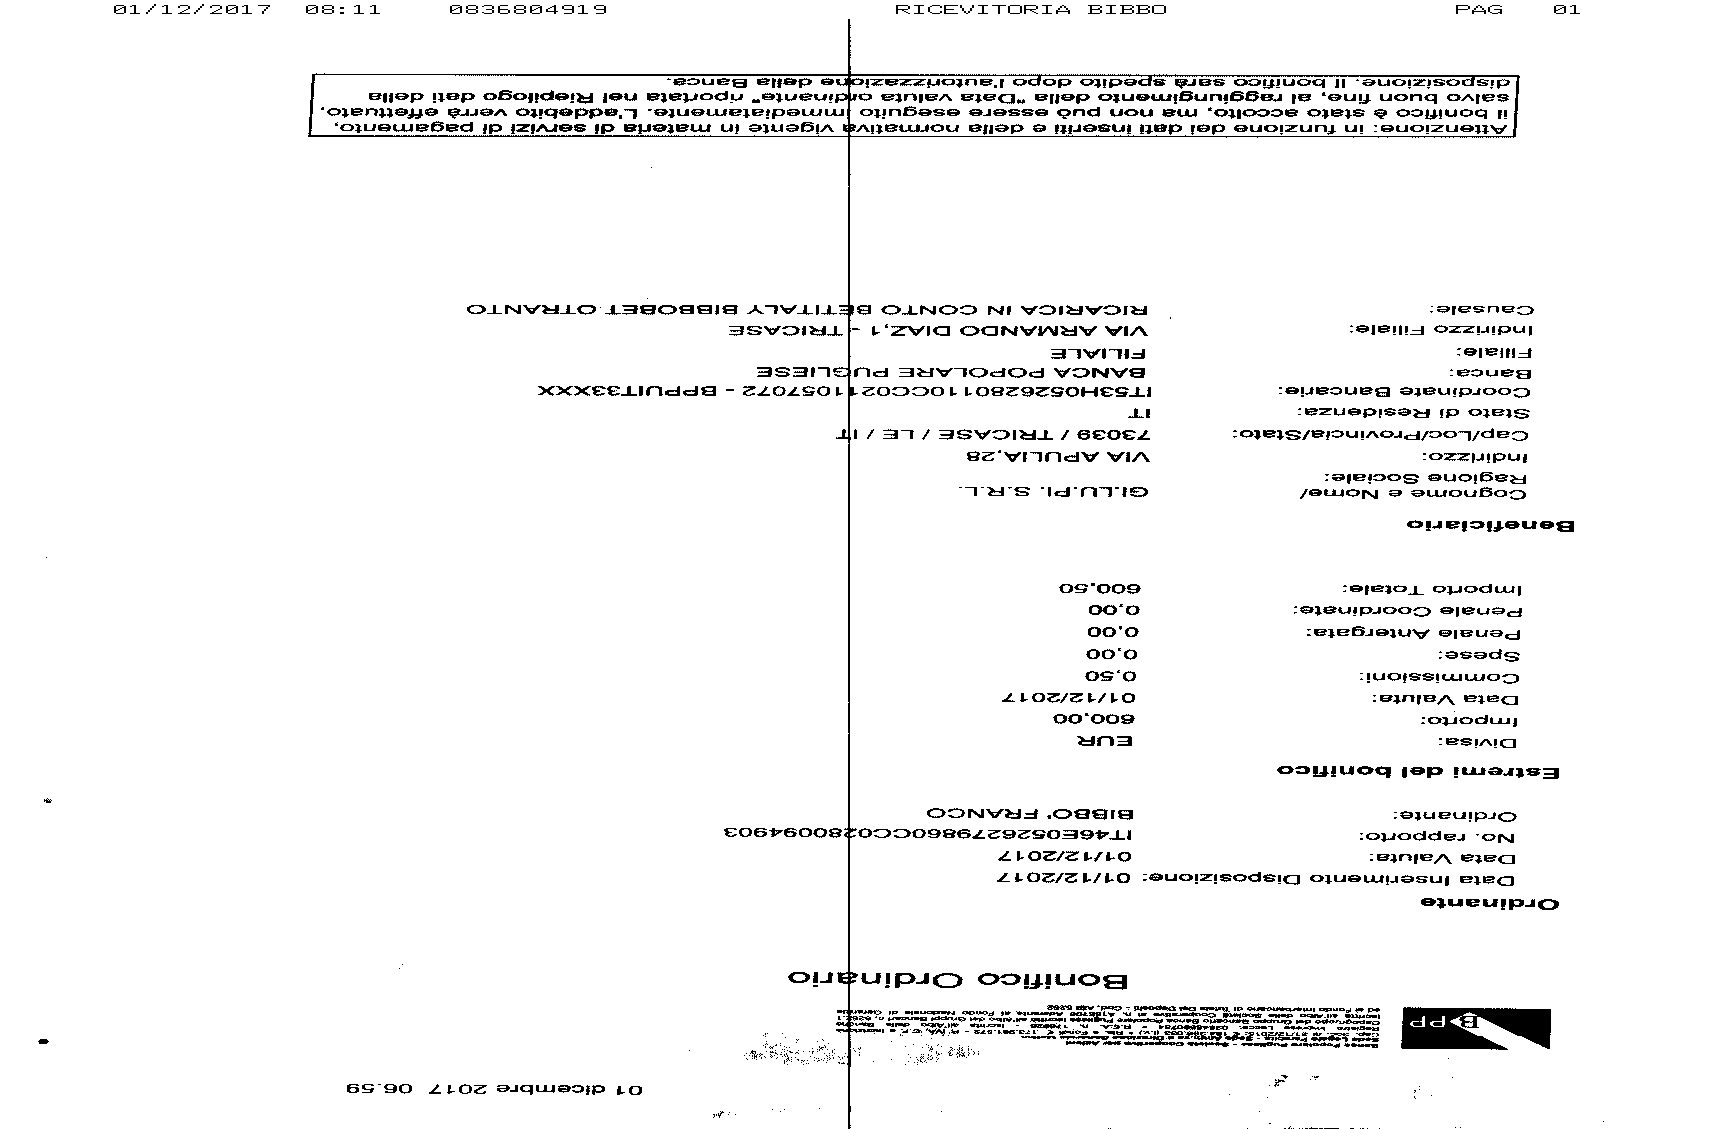 01/12/2017 08:11 0836804919 RICEVITORIA BIBBO PAG 01
01 dicembre 2017 06.59
BPP
Banca Popolare Pugliese - Società Cooperativa per Azioni
Bonifico Ordinario
Ordinante
Data Inserimento Disposizione: 01/12/2017
Data Valuta: 01/12/2017
No. rapporto: IT46E0526279860CC0280094903
Ordinante: BIBBO' FRANCO
Estremi del bonifico
Divisa: EUR
Importo: 600,00
Data Valuta: 01/12/2017
Commissioni: 0,50
Spese: 0,00
Penale Antergata: 0,00
Penale Coordinate: 0,00
Importo Totale: 600,50
Beneficiario
Cognome e Nome/ GI.LU.PI. S.R.L.
Ragione Sociale:
Indirizzo: VIA APULIA,28
Cap/Loc/Provincia/Stato: 73039 / TRICASE / LE / IT
Stato di Residenza: IT
Coordinate Bancarie: IT53H0526280110CC0211057072 - BPPUIT33XXX
Banca: BANCA POPOLARE PUGLIESE
Filiale: FILIALE
Indirizzo Filiale: VIA ARMANDO DIAZ,1 - TRICASE
Causale: RICARICA IN CONTO BETITALY BIBBOBET OTRANTO
Attenzione: in funzione dei dati inseriti e della normativa vigente in materia di servizi di pagamento,
il bonifico è stato accolto, ma non può essere eseguito immediatamente. L'addebito verrà effettuato,
salvo buon fine, al raggiungimento della "Data valuta ordinante" riportata nel Riepilogo dati della
disposizione. Il bonifico sarà spedito dopo l'autorizzazione della Banca.